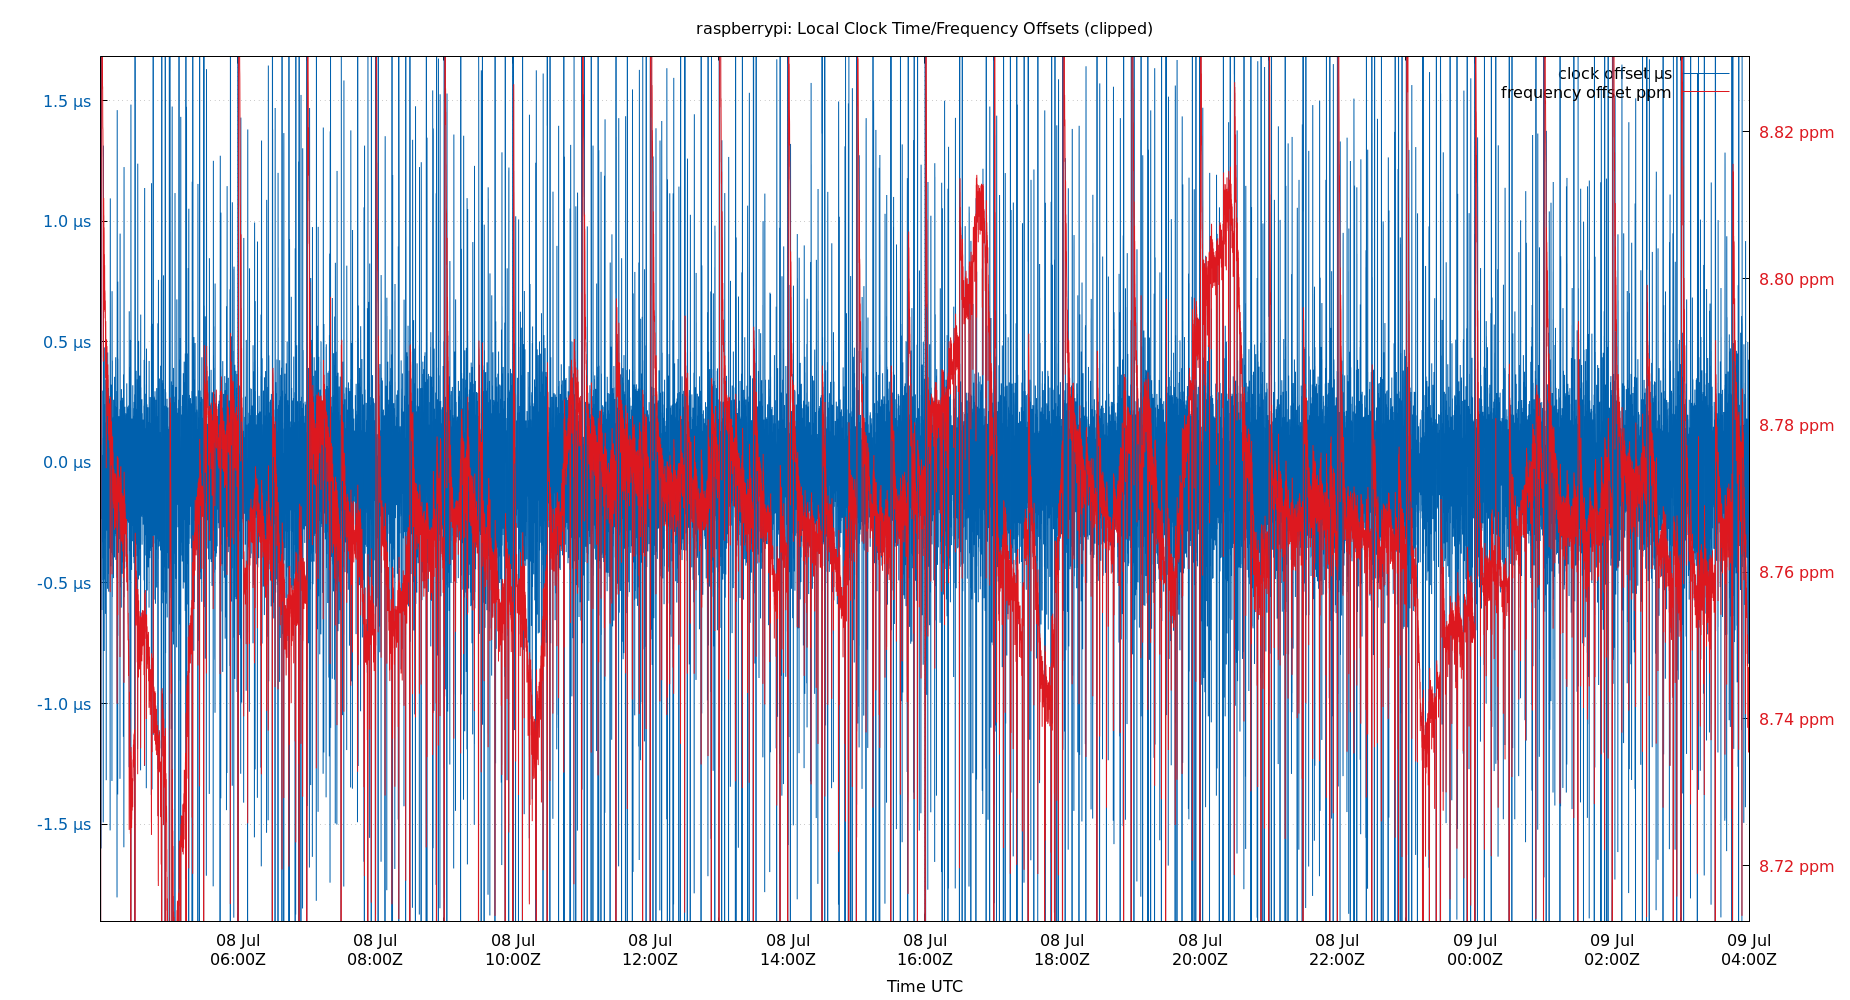 raspberrypi: Local Clock Time/Frequency Offsets (clipped)
clock offset µs
frequency offset ppm
1.5 µs
1.0 µs
0.5 µs
0.0 µs
-0.5 µs
-1.0 µs
-1.5 µs
8.82 ppm
8.80 ppm
8.78 ppm
8.76 ppm
8.74 ppm
8.72 ppm
08 Jul 08 Jul 08 Jul 08 Jul 08 Jul 08 Jul 08 Jul 08 Jul 08 Jul 09 Jul 09 Jul 09 Jul
06:00Z 08:00Z 10:00Z 12:00Z 14:00Z 16:00Z 18:00Z 20:00Z 22:00Z 00:00Z 02:00Z 04:00Z
Time UTC